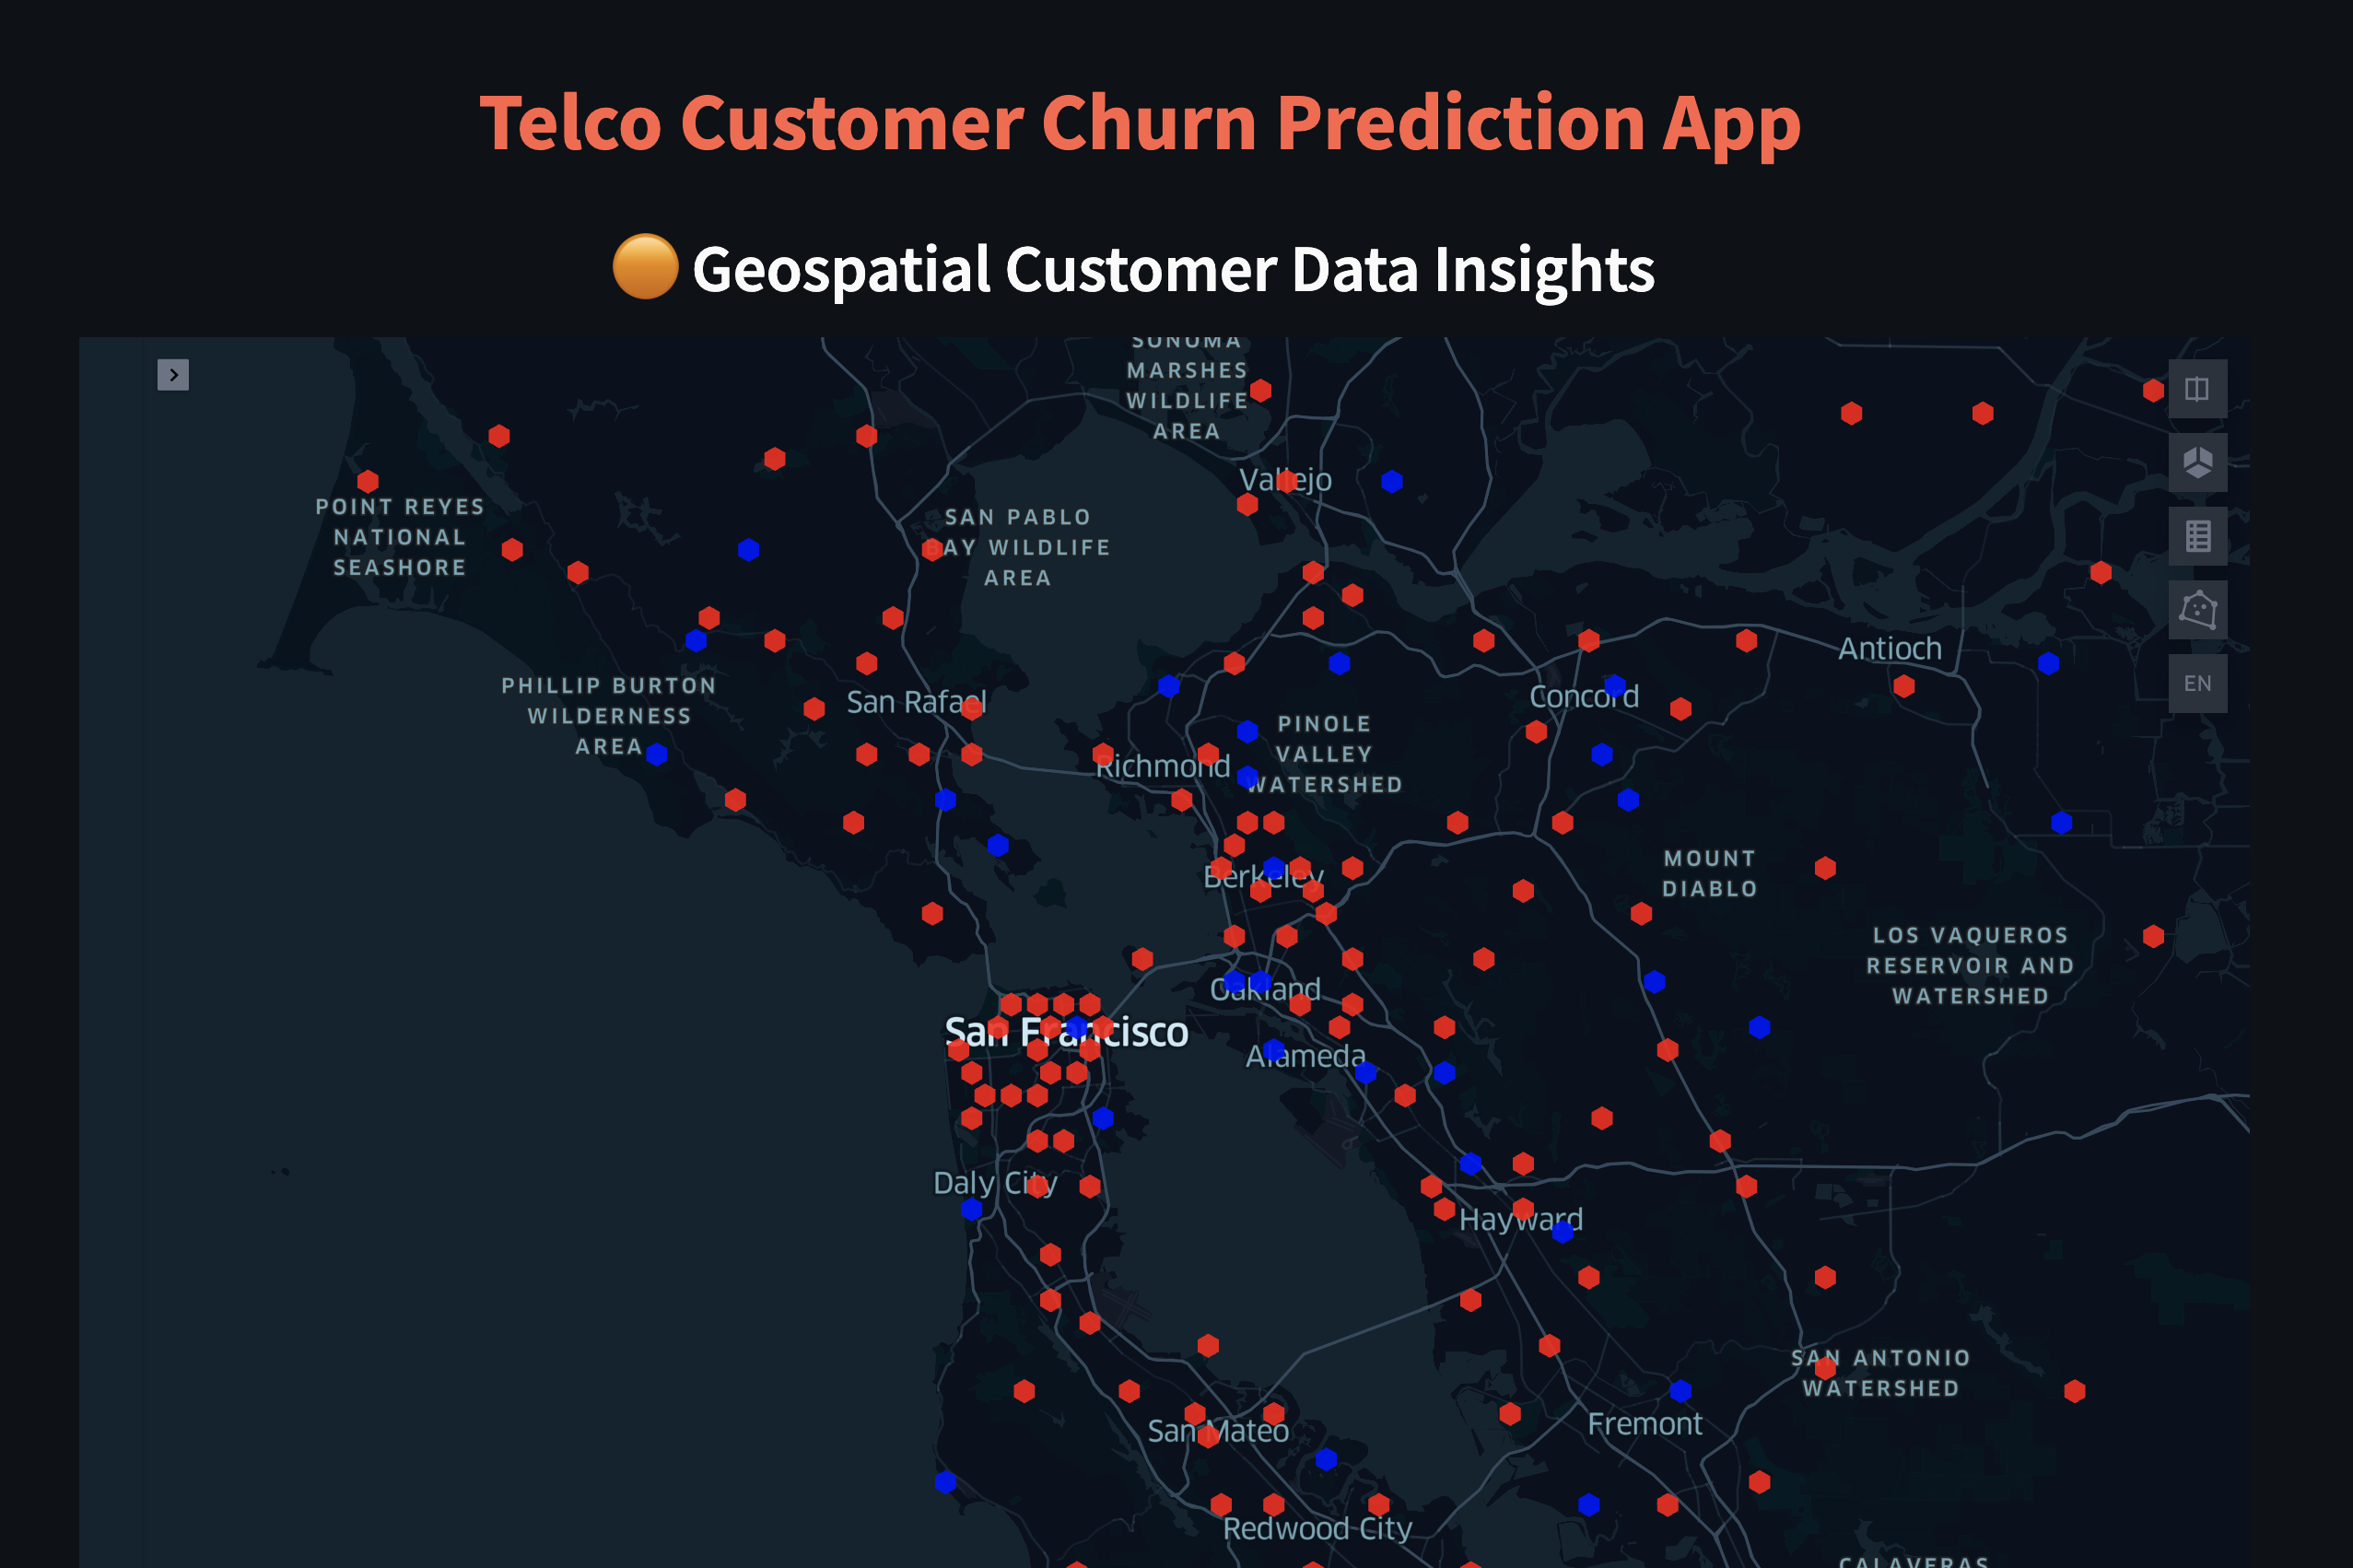 Telco Customer Churn Prediction App
Geospatial Customer Data Insights
SONOMA
MARSHES
WILDLIFE
AREA
Vallejo
POINT REYES
NATIONAL
SEASHORE
SAN PABLO
BAY WILDLIFE
AREA
Antioch
EN
PHILLIP BURTON
WILDERNESS
AREA
San Rafael
Concord
PINOLE
VALLEY
WATERSHED
Richmond
Berkeley
MOUNT
DIABLO
LOS VAQUEROS
RESERVOIR AND
WATERSHED
Oakland
San Francisco
Alameda
Daly City
Hayward
SAN ANTONIO
WATERSHED
San Mateo
Fremont
Redwood City
CALAVERAS